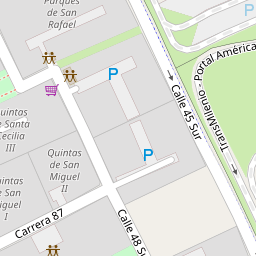 Parques
de San
Rafael
P
Calle 45 Sur
TransMilenio - Portal América
Quintas
de Santa
Cecilia
III
Quintas
de San
Miguel
II
P
Quintas
de San
Miguel
I
Carrera 87
Calle 48 Su